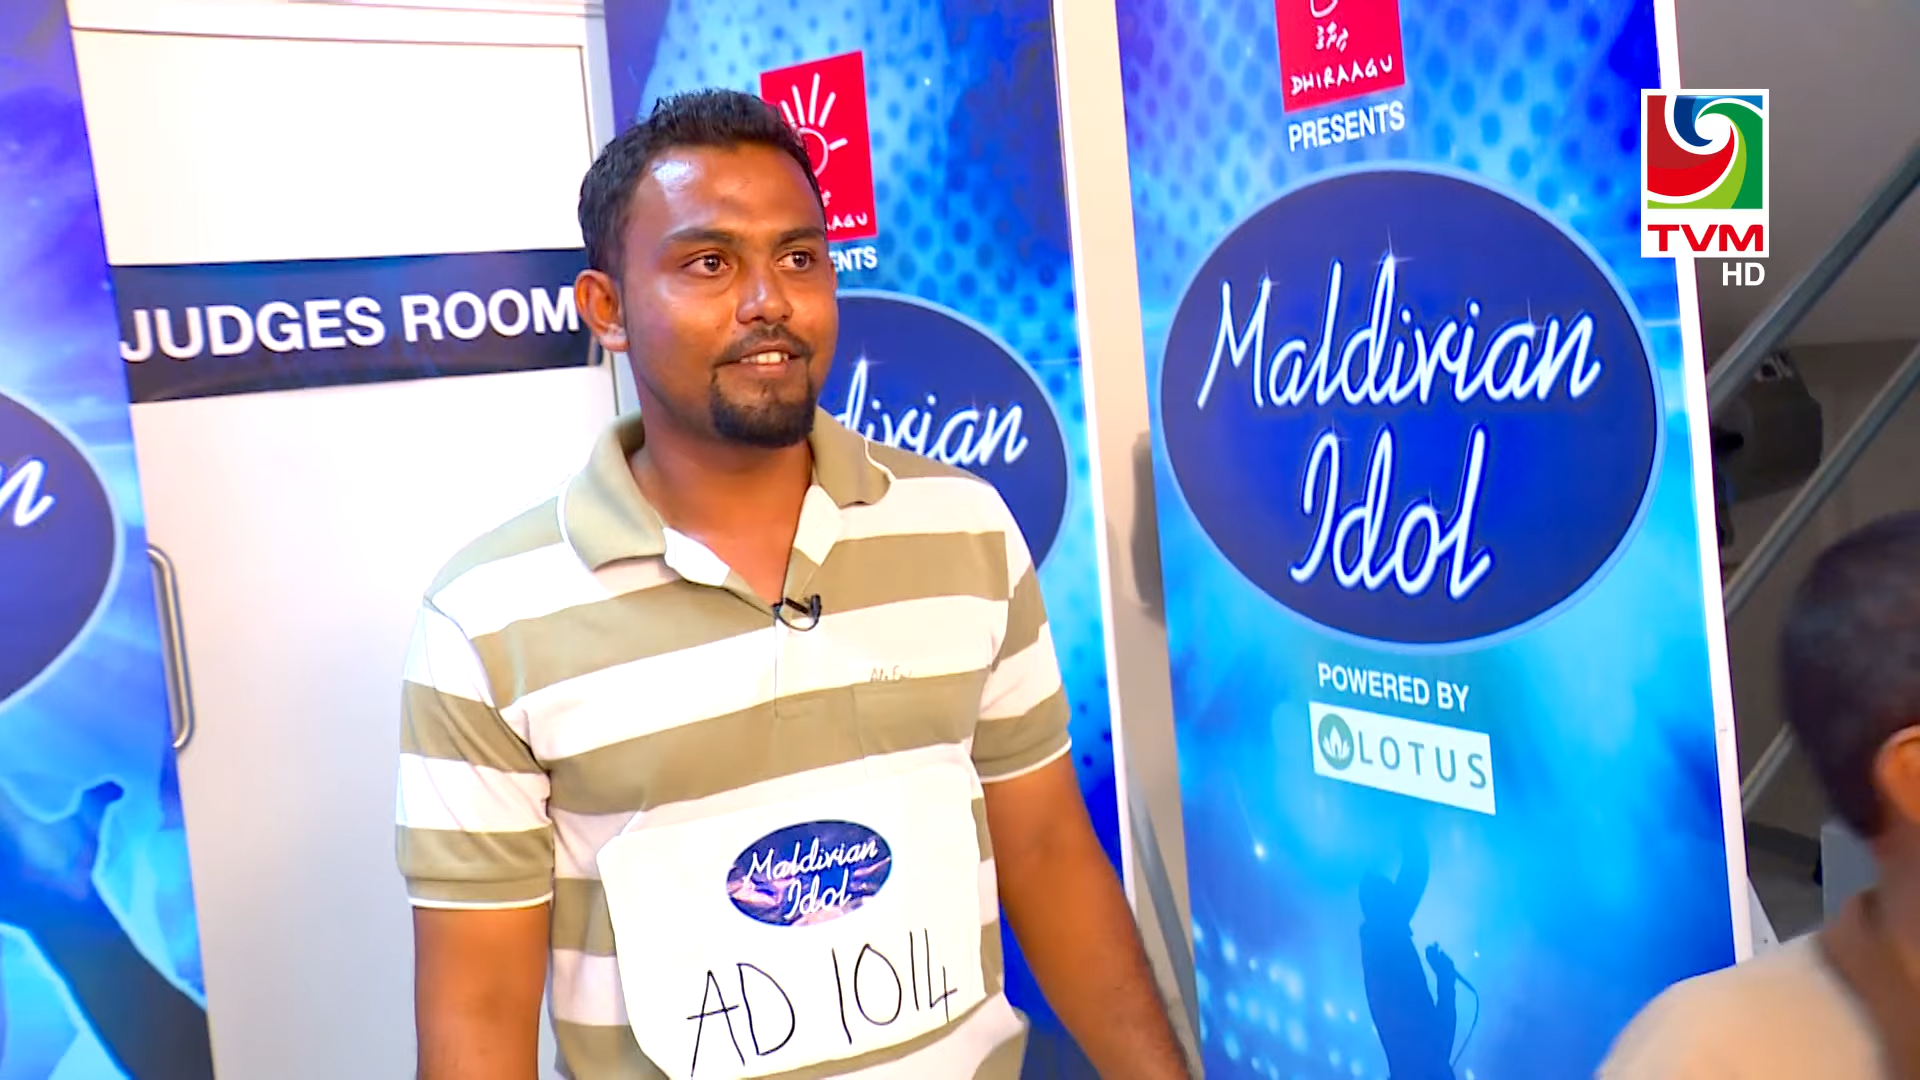 JUDGES ROOM
DHIRAAGU
PRESENTS
Maldivian
Idol
POWERED BY
LOTUS
TVM
HD
Maldivian
Idol
AD 1014